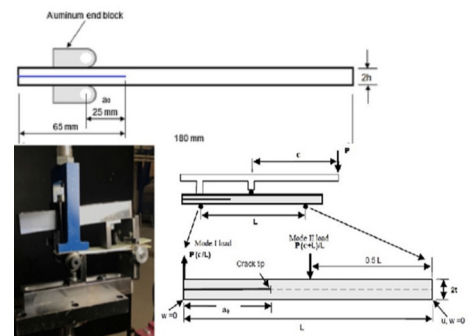 Aluminum end block
2h
a₀
25 mm
65 mm
180 mm
c
P
L
Mode I load
P(c/L)
Mode II load
P(c+L)/L
0.5 L
Crack tip
2t
w =0
a₀
u, w =0
L